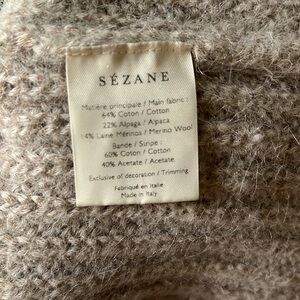 SÉZANE
Matière principale / Main fabric :
64% Coton / Cotton
22% Alpaga / Alpaca
14% Laine Mérinos / Merino Wool
Bande / Stripe :
60% Coton / Cotton
40% Acetate / Acetate
Exclusive of decoration / Trimming
Fabriqué en Italie
Made in Italy